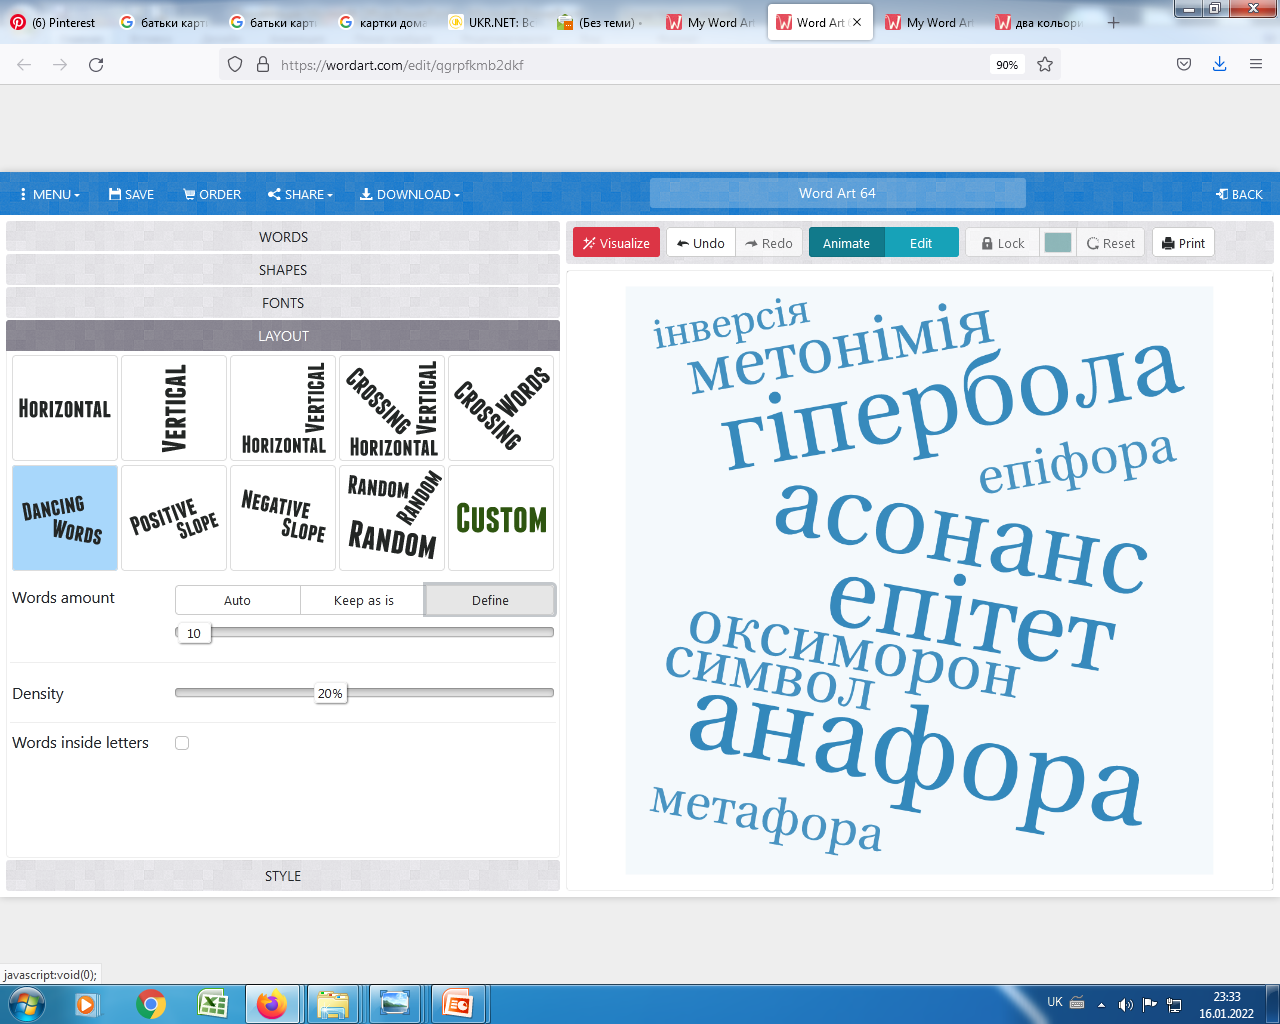 (6) Pinterest
батьки карт
батьки карт
картки дома
UKR.NET: Вс
(Без теми) •
My Word Ar
Word Art
My Word Ar
два кольори
https://wordart.com/edit/qgrpfkmb2dkf
90%
MENU
SAVE
ORDER
SHARE
DOWNLOAD
Word Art 64
BACK
WORDS
SHAPES
FONTS
LAYOUT
Visualize
Undo
Redo
Animate
Edit
Lock
Reset
Print
HORIZONTAL
VERTICAL
HORIZONTAL
VERTICAL
CROSSING
VERTICAL
HORIZONTAL
CROSSING
WORDS
DANCING
WORDS
POSITIVE
SLOPE
NEGATIVE
SLOPE
RANDOM
RANDOM
RANDOM
CUSTOM
Words amount
Auto
Keep as is
Define
10
Density
20%
Words inside letters
STYLE
інверсія
метонімія
гіпербола
епіфора
асонанс
епітет
оксиморон
символ
анафора
метафора
javascript:void(0);
UK
23:33
16.01.2022